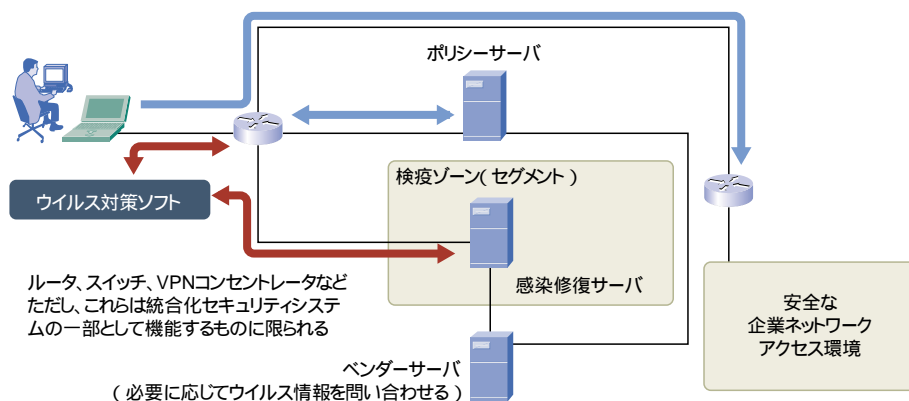 ポリシーサーバ
検疫ゾーン(セグメント)
ウイルス対策ソフト
感染修復サーバ
ルータ、スイッチ、VPNコンセントレータなど
ただし、これらは統合化セキュリティシステ
ムの一部として機能するものに限られる
安全な
企業ネットワーク
アクセス環境
ベンダーサーバ
(必要に応じてウイルス情報を問い合わせる)